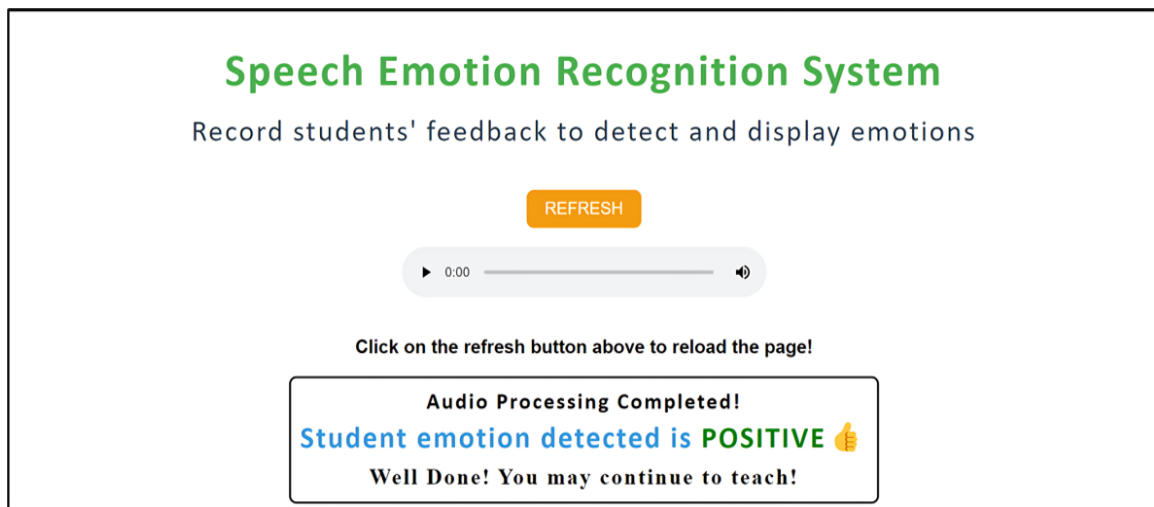 Speech Emotion Recognition System
Record students' feedback to detect and display emotions
REFRESH
0:00
Click on the refresh button above to reload the page!
Audio Processing Completed!
Student emotion detected is POSITIVE 👍
Well Done! You may continue to teach!